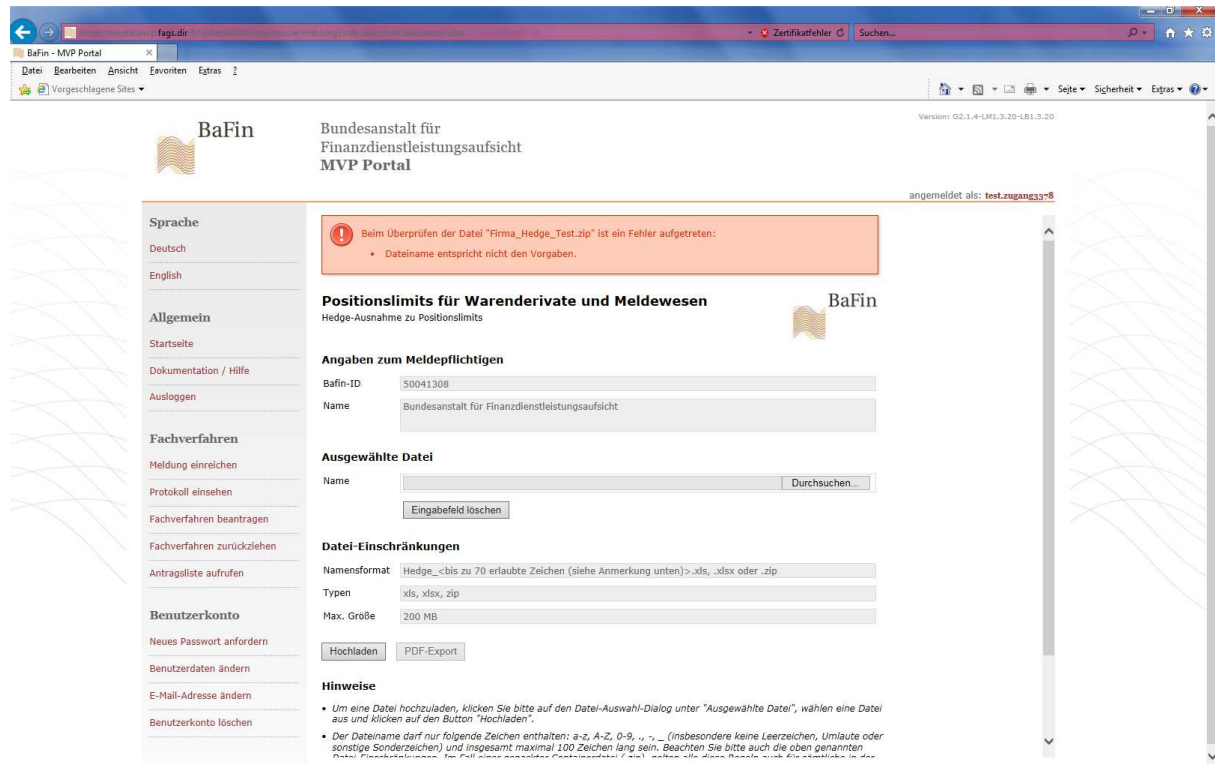 fags.dir
Zertifikatfehler
Suchen...
BaFin - MVP Portal
Datei Bearbeiten Ansicht Favoriten Extras ?
Vorgeschlagene Sites
Seite Sicherheit Extras
BaFin
Bundesanstalt für
Finanzdienstleistungsaufsicht
MVP Portal
Version: G2.1.4-LM1.3.20-LB1.3.20
angemeldet als: test.zugang3378
Sprache
Deutsch
English
Allgemein
Startseite
Dokumentation / Hilfe
Ausloggen
Fachverfahren
Meldung einreichen
Protokoll einsehen
Fachverfahren beantragen
Fachverfahren zurückziehen
Antragsliste aufrufen
Benutzerkonto
Neues Passwort anfordern
Benutzerdaten ändern
E-Mail-Adresse ändern
Benutzerkonto löschen
Beim Überprüfen der Datei "Firma_Hedge_Test.zip" ist ein Fehler aufgetreten:
• Dateiname entspricht nicht den Vorgaben.
Positionslimits für Warenderivate und Meldewesen
Hedge-Ausnahme zu Positionslimits
BaFin
Angaben zum Meldepflichtigen
Bafin-ID 50041308
Name Bundesanstalt für Finanzdienstleistungsaufsicht
Ausgewählte Datei
Name Durchsuchen...
Eingabefeld löschen
Datei-Einschränkungen
Namensformat Hedge_<bis zu 70 erlaubte Zeichen (siehe Anmerkung unten)>.xls, .xlsx oder .zip
Typen xls, xlsx, zip
Max. Größe 200 MB
Hochladen PDF-Export
Hinweise
• Um eine Datei hochzuladen, klicken Sie bitte auf den Datei-Auswahl-Dialog unter "Ausgewählte Datei", wählen eine Datei
aus und klicken auf den Button "Hochladen".
• Der Dateiname darf nur folgende Zeichen enthalten: a-z, A-Z, 0-9, ., -, _ (insbesondere keine Leerzeichen, Umlaute oder
sonstige Sonderzeichen) und insgesamt maximal 100 Zeichen lang sein. Beachten Sie bitte auch die oben genannten